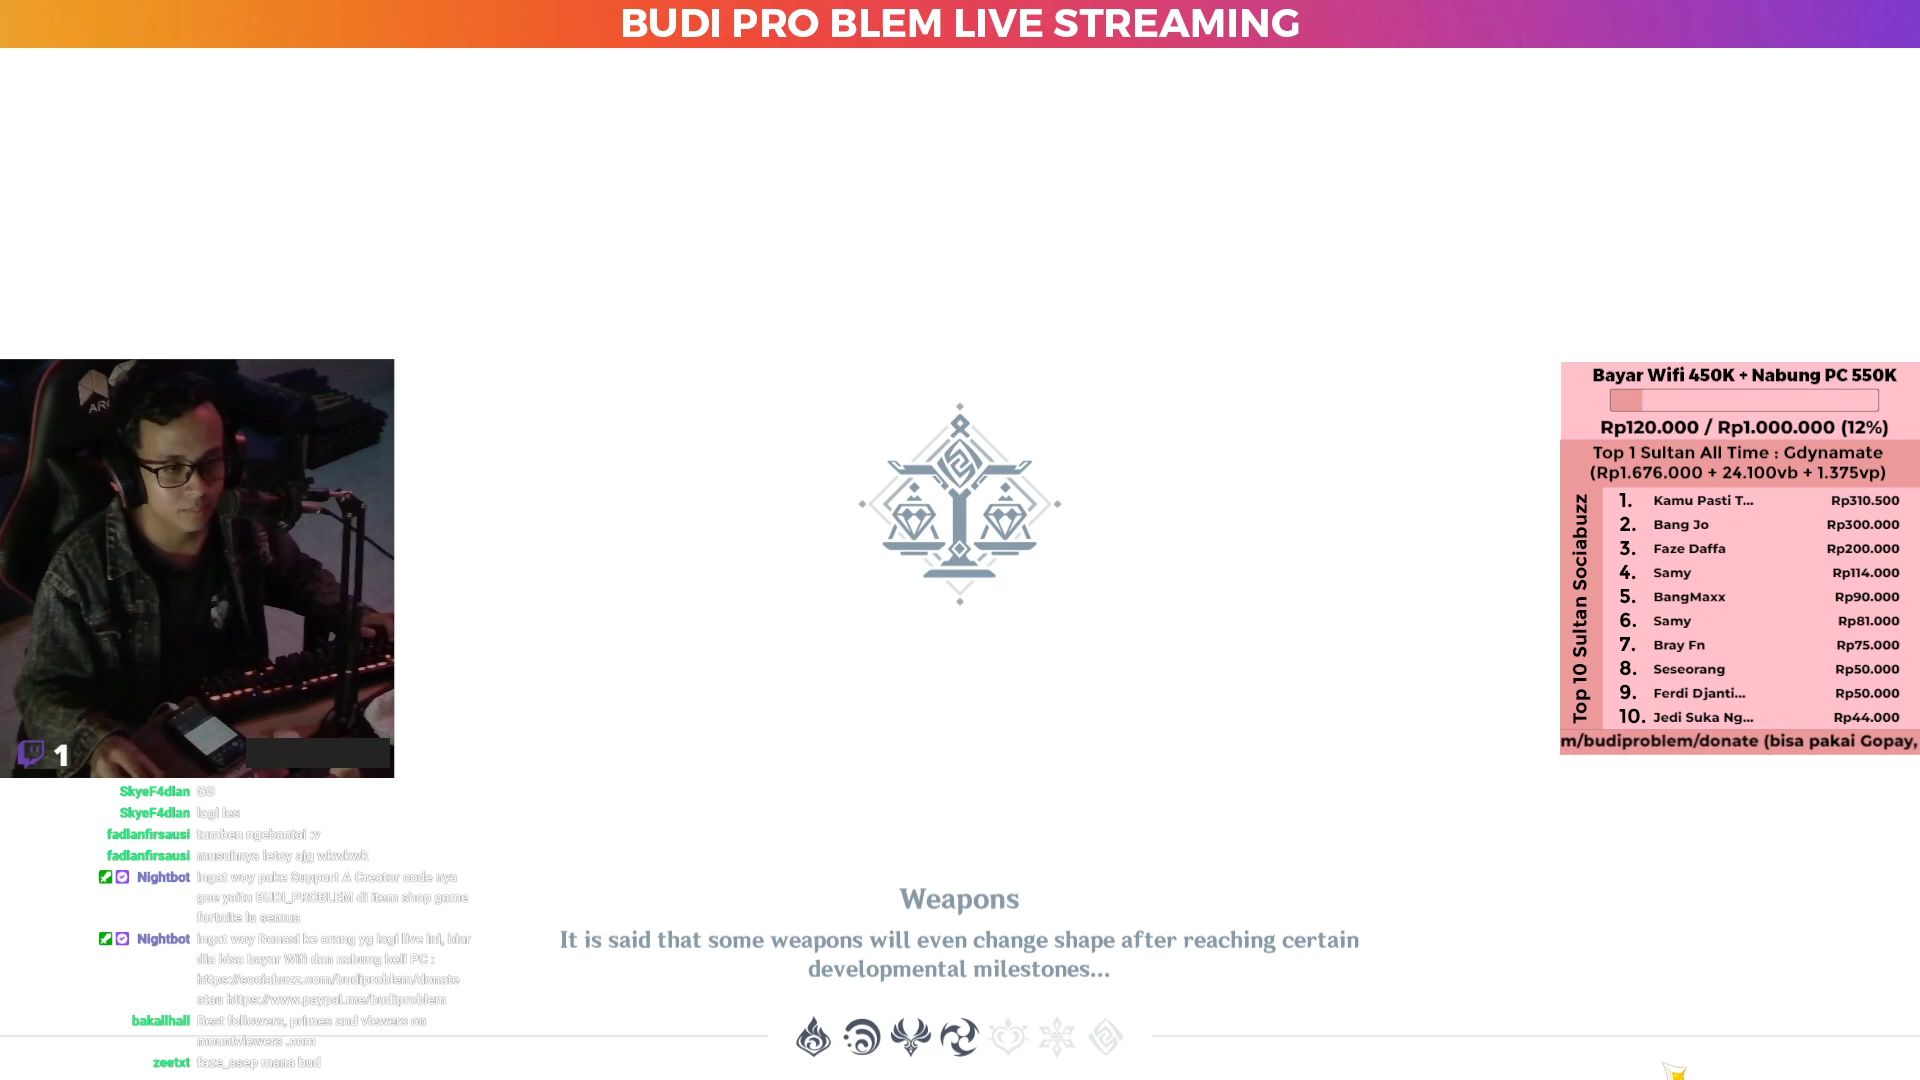 BUDI PRO BLEM LIVE STREAMING
Bayar Wifi 450K + Nabung PC 550K
Rp120.000 / Rp1.000.000 (12%)
Top 1 Sultan All Time : Gdynamate
(Rp1.676.000 + 24.100vb + 1.375vp)
Top 10 Sultan Sociabuzz
1. Kamu Pasti T... Rp310.500
2. Bang Jo Rp300.000
3. Faze Daffa Rp200.000
4. Samy Rp114.000
5. BangMaxx Rp90.000
6. Samy Rp81.000
7. Bray Fn Rp75.000
8. Seseorang Rp50.000
9. Ferdi Djanti... Rp50.000
10. Jedi Suka Ng... Rp44.000
m/budiproblem/donate (bisa pakai Gopay,
1
SkyeF4dlan GG
SkyeF4dlan lagi les
fadlanfirsausi tumben ngebantai :v
fadlanfirsausi musuhnya letoy ajg wkwkwk
Nightbot Ingat woy pake Support A Creator code nya
gue yaitu BUDI_PROBLEM di item shop game
fortnite lu semua
Nightbot Ingat woy Donasi ke orang yg lagi live ini, biar
dia bisa bayar Wifi dan nabung beli PC :
https://sociabuzz.com/budiproblem/donate
atau https://www.paypal.me/budiproblem
bakallhall Best followers, primes and viewers on
mountviewers .com
zeetxt faze_asep mana bud
Weapons
It is said that some weapons will even change shape after reaching certain
developmental milestones...